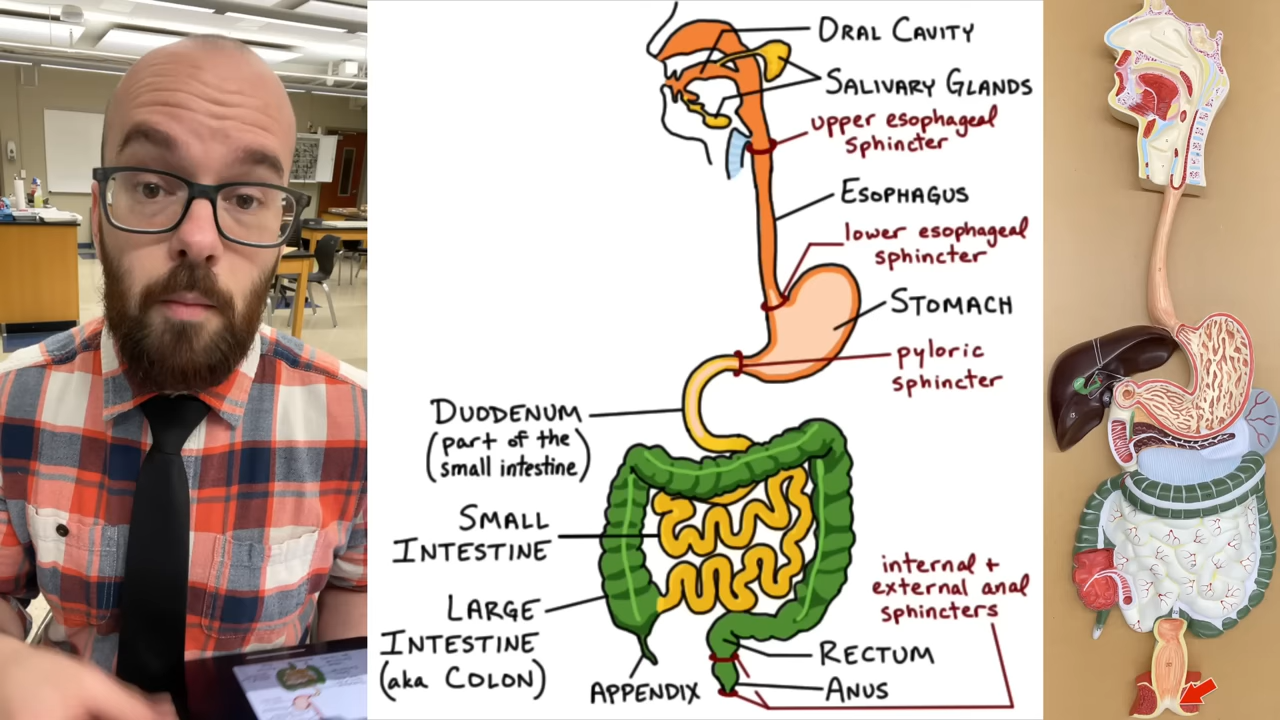 ORAL CAVITY
SALIVARY GLANDS
upper esophageal
sphincter
ESOPHAGUS
lower esophageal
sphincter
STOMACH
pyloric
sphincter
DUODENUM
(part of the
small intestine)
SMALL
INTESTINE
LARGE
INTESTINE
(aka COLON)
APPENDIX
internal +
external anal
sphincters
RECTUM
ANUS